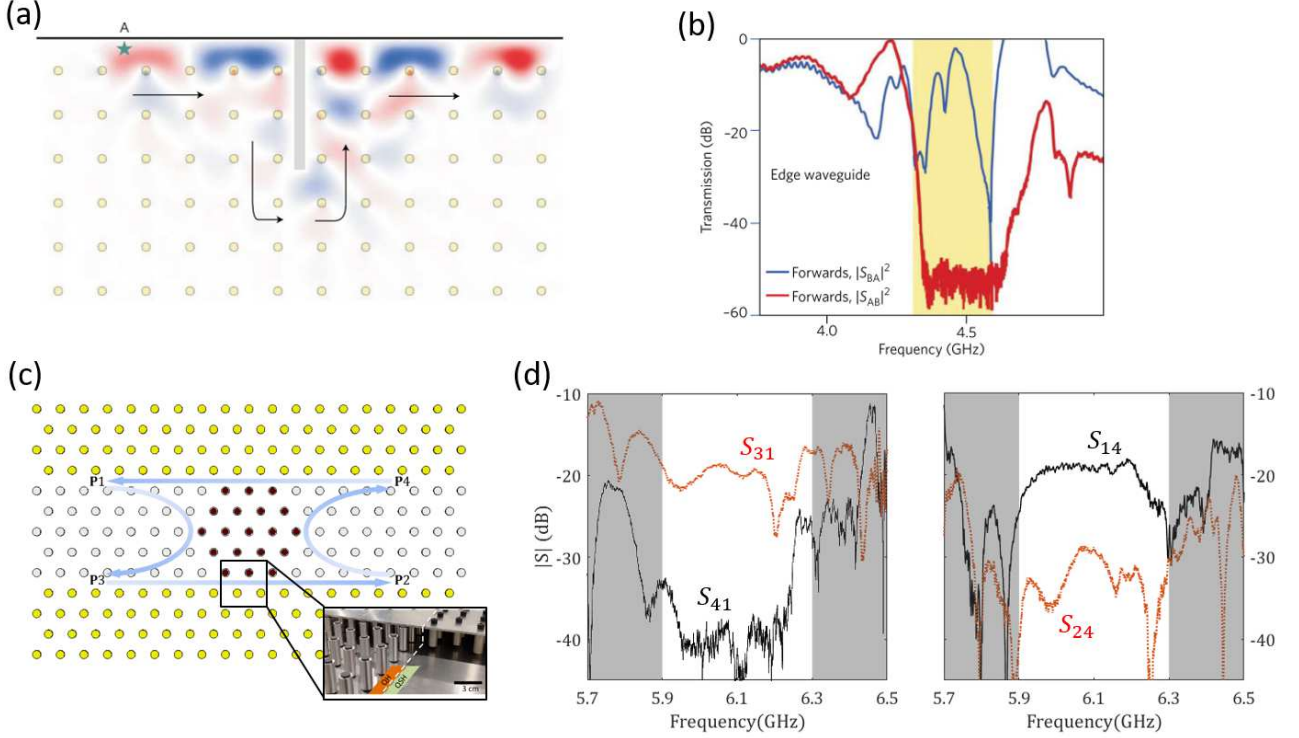 (a)
A
(b)
0
-20
-40
-60
Transmission (dB)
Edge waveguide
Forwards, |S_BA|²
Forwards, |S_AB|²
4.0
4.5
Frequency (GHz)
(c)
P1
P4
P3
P2
QH
QSH
3 cm
(d)
-10
-20
-30
-40
|S| (dB)
S₃₁
S₄₁
5.7
5.9
6.1
6.3
6.5
Frequency(GHz)
S₁₄
S₂₄
-10
-20
-30
-40
5.7
5.9
6.1
6.3
6.5
Frequency(GHz)